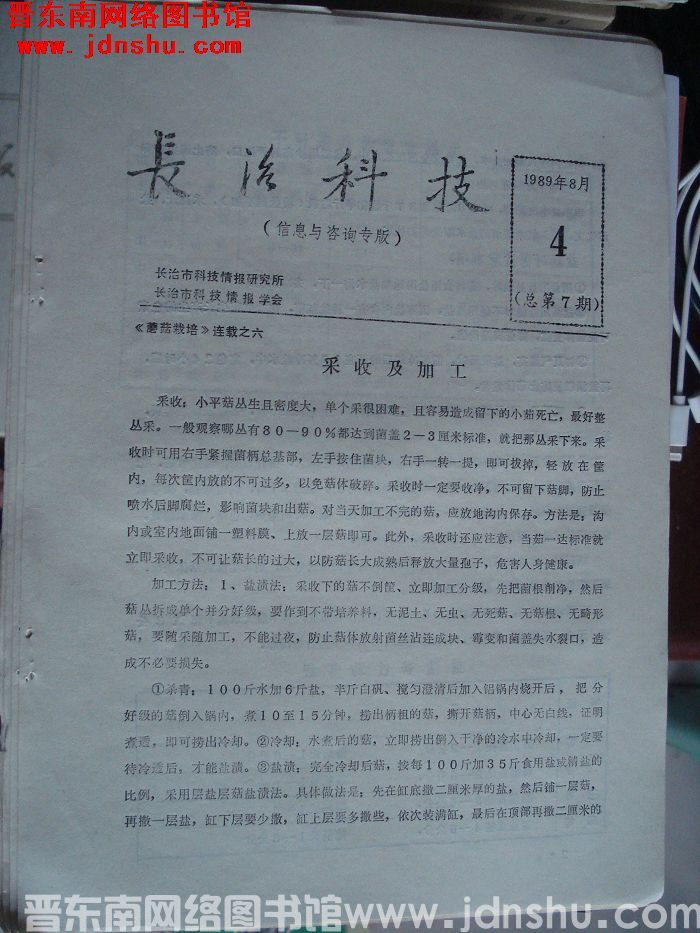 晋东南网络图书馆
www.jdnshu.com
長治科技
(信息与咨询专版)
1989年8月
4
(总第7期)
长治市科技情报研究所
长治市科技情报学会
《蘑菇栽培》连载之六
采收及加工
采收：小平菇丛生且密度大，单个采很困难，且容易造成留下的小菇死亡，最好整
丛采。一般观察哪丛有80－90%都达到菌盖2－3厘米标准，就把那丛采下来。采
收时可用右手紧握菌柄总基部，左手按住菌块，右手一转一提，即可拔掉，轻放在筐
内，每次筐内放的不可过多，以免菇体破碎。采收时一定要收净，不可留下菇脚，防止
喷水后脚腐烂，影响菌块和出菇。对当天加工不完的菇，应放地沟内保存。方法是：沟
内或室内地面铺一塑料膜、上放一层菇即可。此外，采收时还应注意，当菇一达标准就
立即采收，不可让菇长的过大，以防菇长大成熟后释放大量孢子，危害人身健康。
加工方法：1、盐渍法：采收下的菇不倒筐、立即加工分级，先把菌根削净，然后
菇丛拆成单个并分好级，要作到不带培养料，无泥土、无虫、无死菇、无菇根、无畸形
菇，要随采随加工，不能过夜，防止菇体放射菌丝沾连成块、霉变和菌盖失水裂口，造
成不必要损失。
①杀青：100斤水加6斤盐，半斤白矾、搅匀澄清后加入铝锅内烧开后，把分
好级的菇倒入锅内，煮10至15分钟，捞出柄粗的菇，撕开菇柄，中心无白线，证明
煮透，即可捞出冷却。②冷却：水煮后的菇，立即捞出倒入干净的冷水中冷却，一定要
待冷透后，才能盐渍。③盐渍：完全冷却后菇，按每100斤加35斤食用盐或清盐的
比例，采用层盐层菇盐渍法。具体做法是：先在缸底撒二厘米厚的盐，然后铺一层菇，
再撒一层盐，缸下层要少撒，缸上层要多撒些，依次装满缸，最后在顶部再撒二厘米的
晋东南网络图书馆www.jdnshu.com